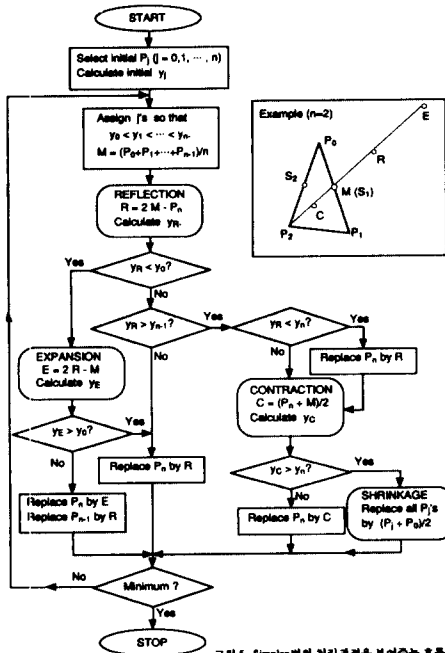 START
Select initial Pj (j = 0,1, ···, n)
Calculate initial yj
Assign j's so that
y0 < y1 < ··· < yn.
M = (P0+P1+···+Pn-1)/n
REFLECTION
R = 2 M - Pn
Calculate yR.
yR < y0?
Yes
No
yR > yn-1?
Yes
No
yR < yn?
Yes
No
Replace Pn by R
EXPANSION
E = 2 R - M
Calculate yE
CONTRACTION
C = (Pn + M)/2
Calculate yC
yE > y0?
Yes
No
Replace Pn by R
yC > yn?
Yes
No
Replace Pn by E
Replace Pn-1 by R
Replace Pn by C
SHRINKAGE
Replace all Pj's
by (Pj + P0)/2
Minimum ?
No
Yes
STOP
Example (n=2)
E
R
P0
S2
M (S1)
C
P2
P1